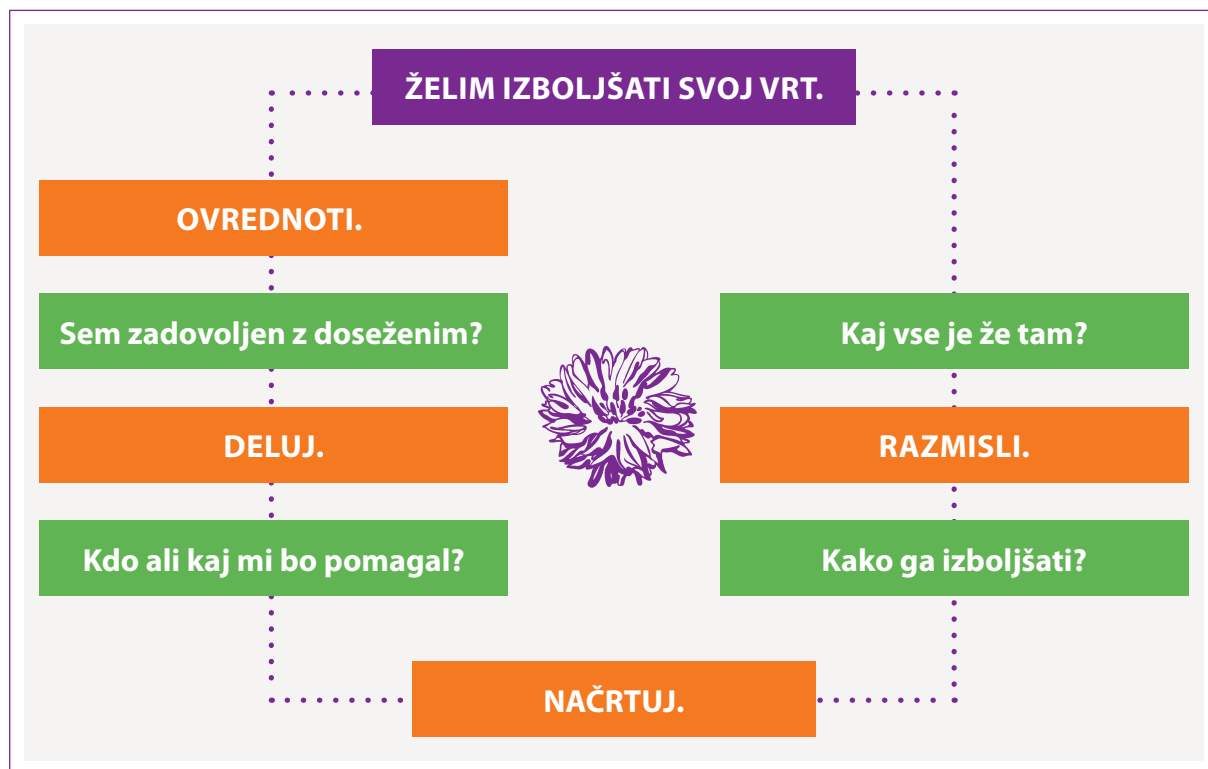 ŽELIM IZBOLJŠATI SVOJ VRT.
OVREDNOTI.
Sem zadovoljen z doseženim?
Kaj vse je že tam?
DELUJ.
RAZMISLI.
Kdo ali kaj mi bo pomagal?
Kako ga izboljšati?
NAČRTUJ.